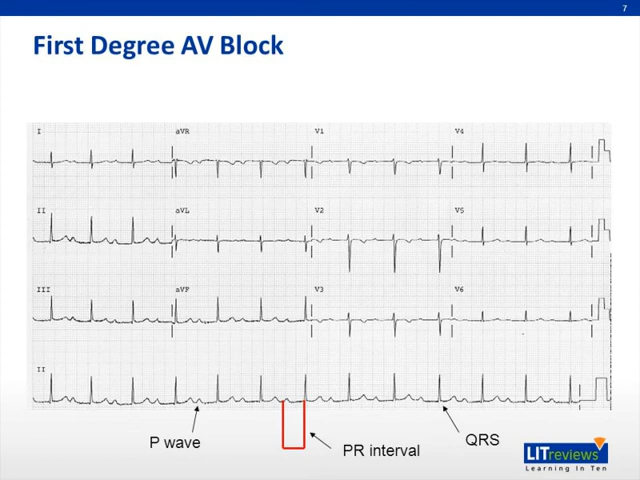 7
First Degree AV Block
I aVR V1 V4
II aVL V2 V5
III aVF V3 V6
II
P wave
PR interval
QRS
LITreviews
Learning In Ten